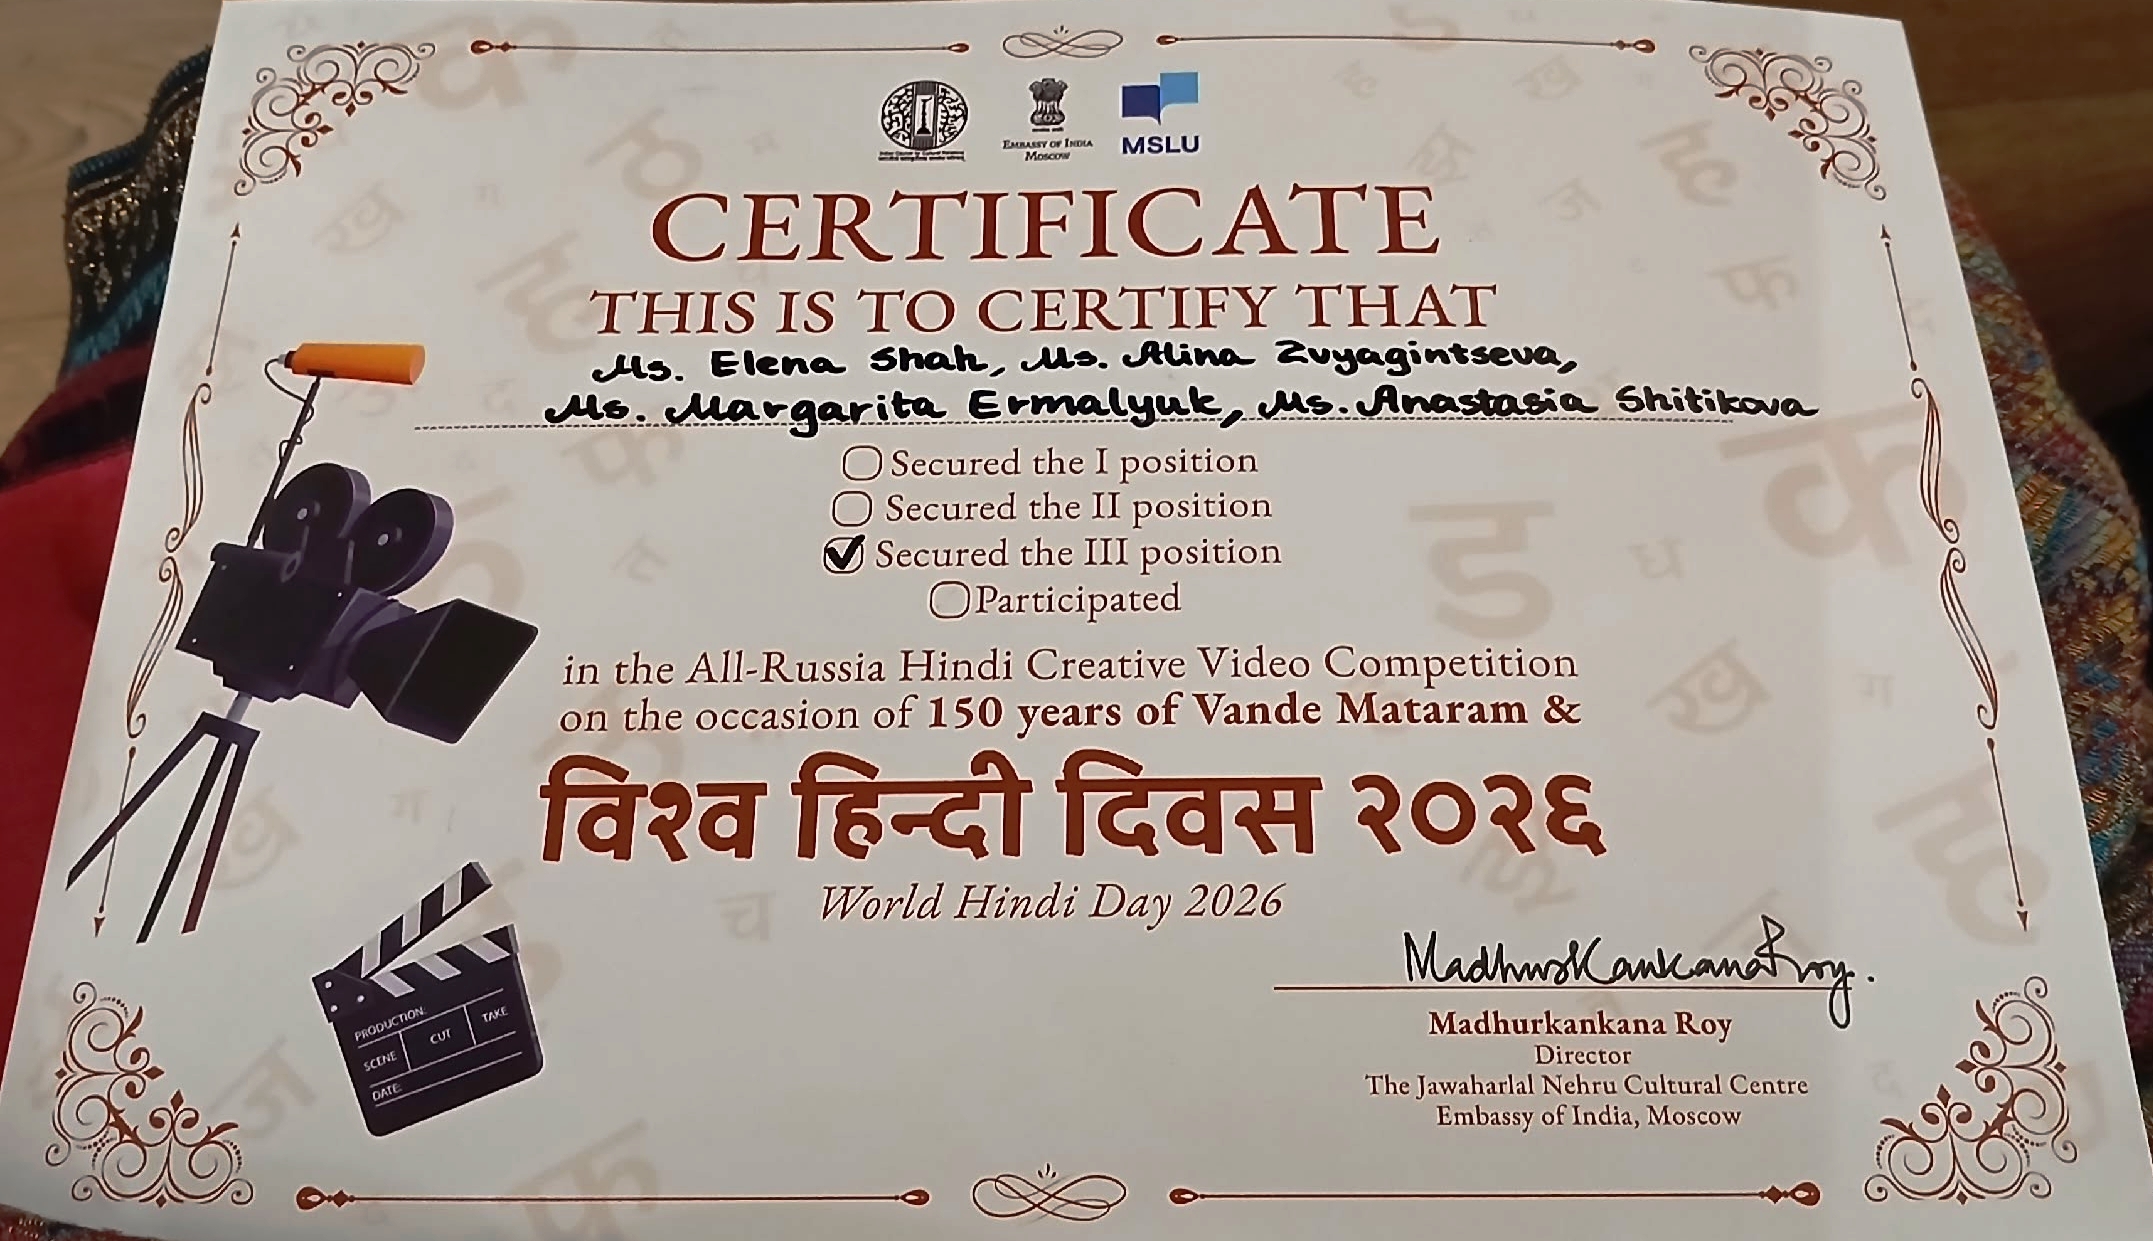 EMBASSY OF INDIA
MOSCOW
MSLU
CERTIFICATE
THIS IS TO CERTIFY THAT
Ms. Elena Shah, Ms. Alina Zvyagintseva,
Ms. Margarita Ermalyuk, Ms. Anastasia Shitikova
Secured the I position
Secured the II position
Secured the III position
Participated
in the All-Russia Hindi Creative Video Competition
on the occasion of 150 years of Vande Mataram &
विश्व हिन्दी दिवस २०२६
World Hindi Day 2026
PRODUCTION:
SCENE CUT TAKE
DATE:
Madhurkankana Roy.
Madhurkankana Roy
Director
The Jawaharlal Nehru Cultural Centre
Embassy of India, Moscow